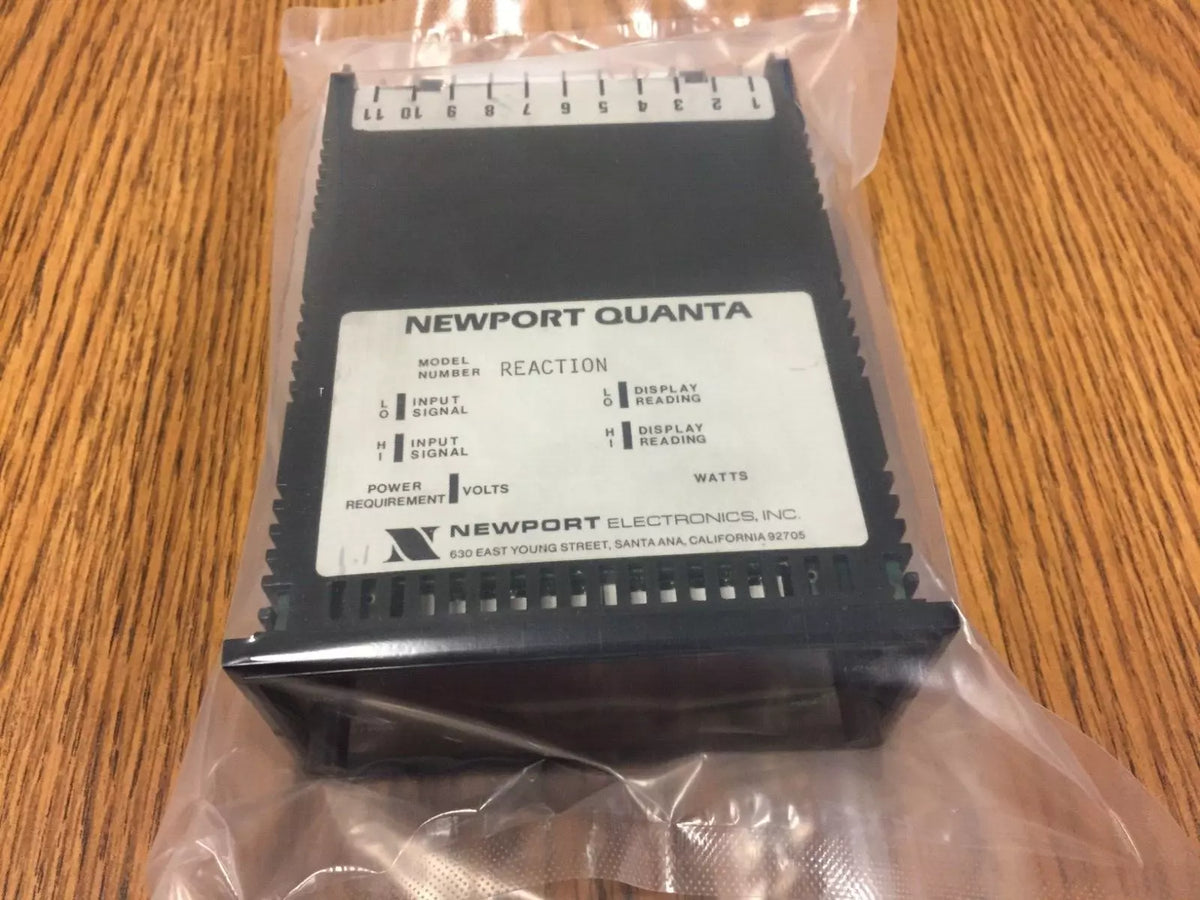 11 10 9 8 7 6 5 4 3 2 1
NEWPORT QUANTA
MODEL
NUMBER REACTION
LO INPUT
SIGNAL
LO DISPLAY
READING
HI INPUT
SIGNAL
HI DISPLAY
READING
POWER
REQUIREMENT VOLTS
WATTS
N NEWPORT ELECTRONICS, INC.
630 EAST YOUNG STREET, SANTA ANA, CALIFORNIA 92705